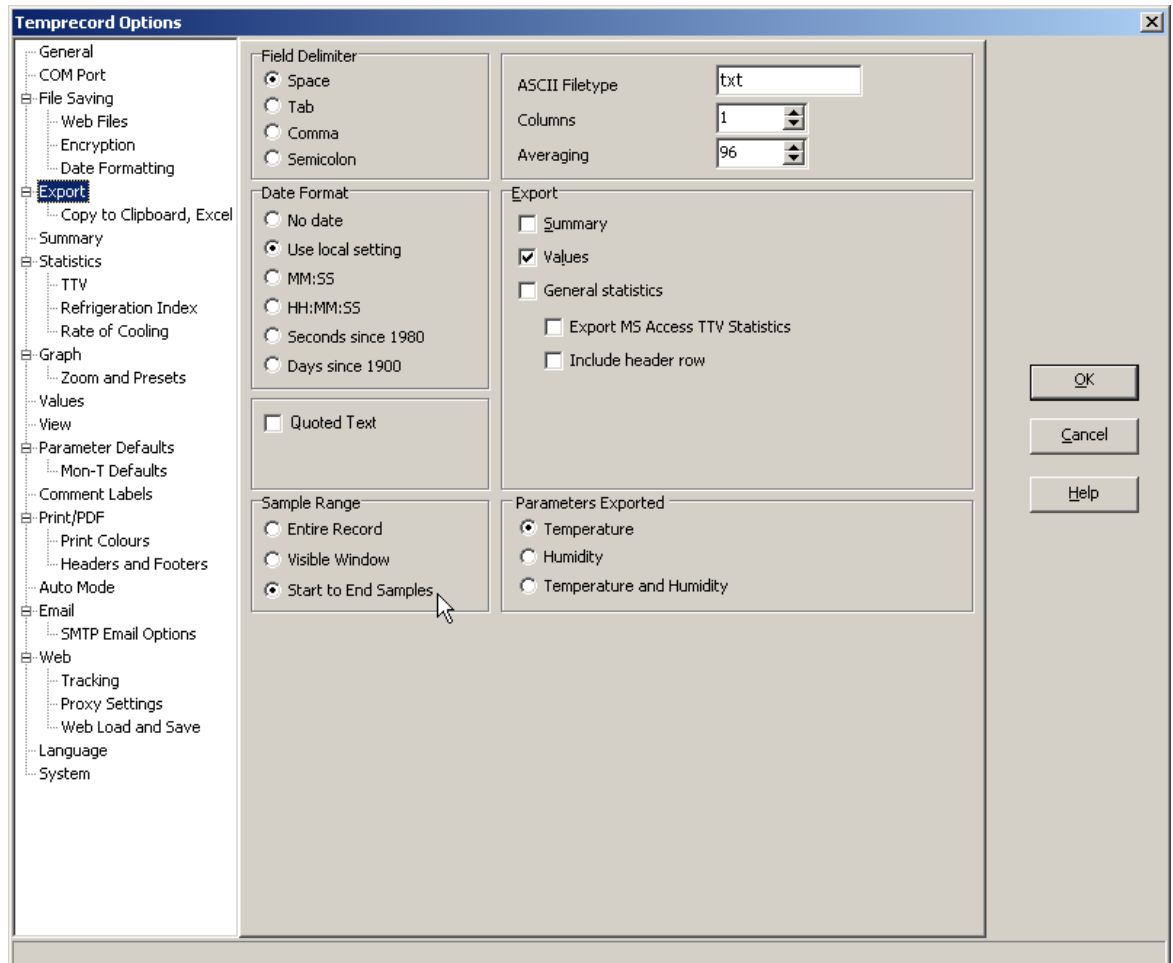 Temprecord Options
General
COM Port
File Saving
Web Files
Encryption
Date Formatting
Export
Copy to Clipboard, Excel
Summary
Statistics
TTV
Refrigeration Index
Rate of Cooling
Graph
Zoom and Presets
Values
View
Parameter Defaults
Mon-T Defaults
Comment Labels
Print/PDF
Print Colours
Headers and Footers
Auto Mode
Email
SMTP Email Options
Web
Tracking
Proxy Settings
Web Load and Save
Language
System
Field Delimiter
Space
Tab
Comma
Semicolon
ASCII Filetype txt
Columns 1
Averaging 96
Date Format
No date
Use local setting
MM:SS
HH:MM:SS
Seconds since 1980
Days since 1900
Export
Summary
Values
General statistics
Export MS Access TTV Statistics
Include header row
Quoted Text
Sample Range
Entire Record
Visible Window
Start to End Samples
Parameters Exported
Temperature
Humidity
Temperature and Humidity
OK
Cancel
Help